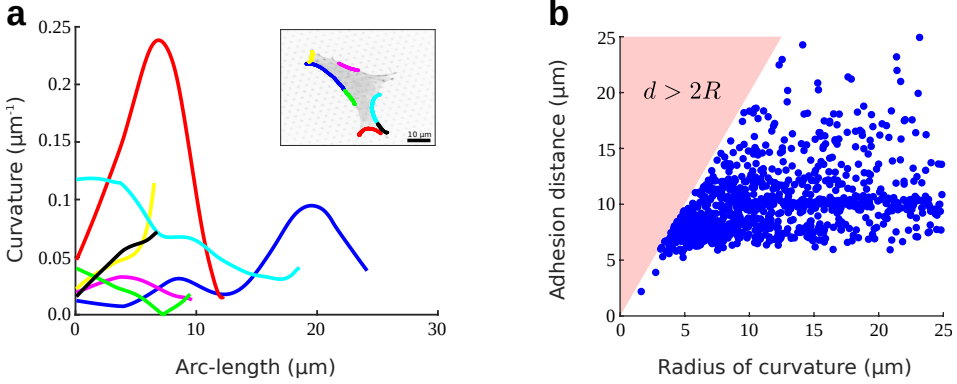 a
Curvature (μm⁻¹)
0.25
0.2
0.15
0.1
0.05
0.0
0
10
20
30
Arc-length (μm)
10 μm
b
Adhesion distance (μm)
25
20
15
10
5
0
0
5
10
15
20
25
Radius of curvature (μm)
d > 2R